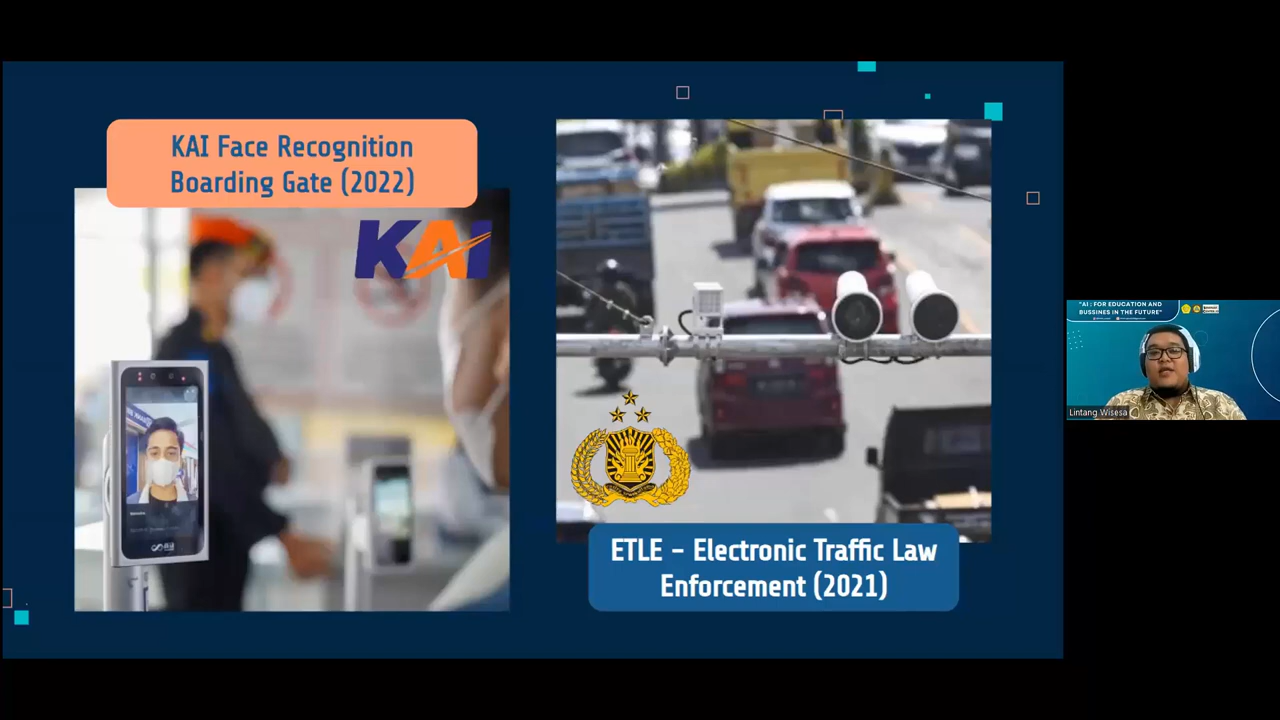 KAI Face Recognition
Boarding Gate (2022)
KAI
ETLE – Electronic Traffic Law
Enforcement (2021)
"AI : FOR EDUCATION AND
BUSSINES IN THE FUTURE"
Lintang Wisesa